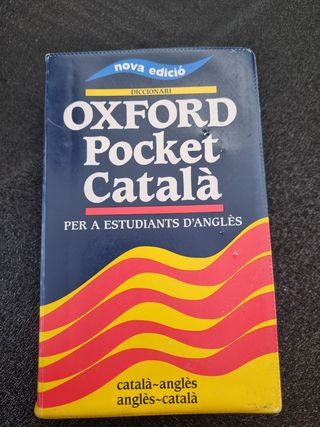 nova edició
DICCIONARI
OXFORD
Pocket
Català
PER A ESTUDIANTS D'ANGLÈS
català~anglès
anglès~català